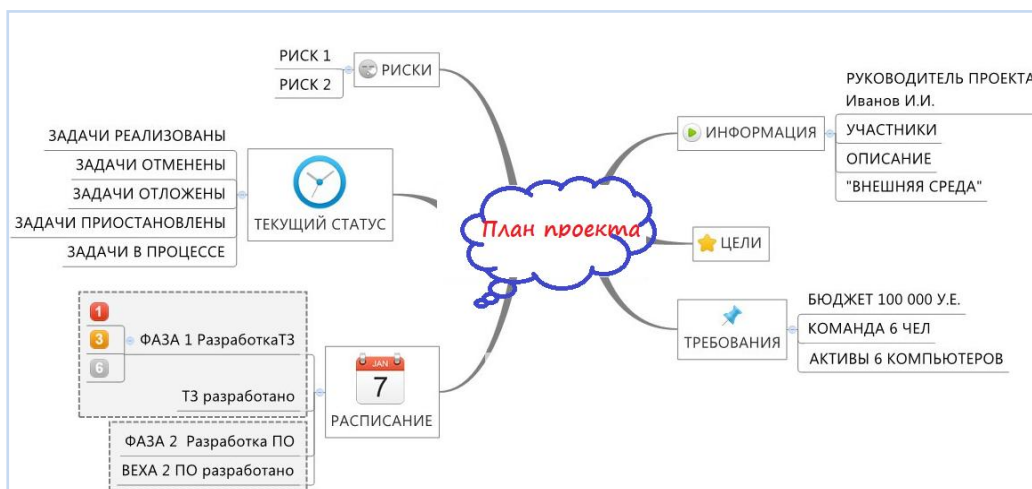 РИСК 1
РИСК 2
РИСКИ
ЗАДАЧИ РЕАЛИЗОВАНЫ
ЗАДАЧИ ОТМЕНЕНЫ
ЗАДАЧИ ОТЛОЖЕНЫ
ЗАДАЧИ ПРИОСТАНОВЛЕНЫ
ЗАДАЧИ В ПРОЦЕССЕ
ТЕКУЩИЙ СТАТУС
1
3
6
ФАЗА 1 РазработкаТЗ
ТЗ разработано
ФАЗА 2 Разработка ПО
ВЕХА 2 ПО разработано
JAN
7
РАСПИСАНИЕ
План проекта
ИНФОРМАЦИЯ
РУКОВОДИТЕЛЬ ПРОЕКТА
Иванов И.И.
УЧАСТНИКИ
ОПИСАНИЕ
"ВНЕШНЯЯ СРЕДА"
ЦЕЛИ
ТРЕБОВАНИЯ
БЮДЖЕТ 100 000 У.Е.
КОМАНДА 6 ЧЕЛ
АКТИВЫ 6 КОМПЬЮТЕРОВ